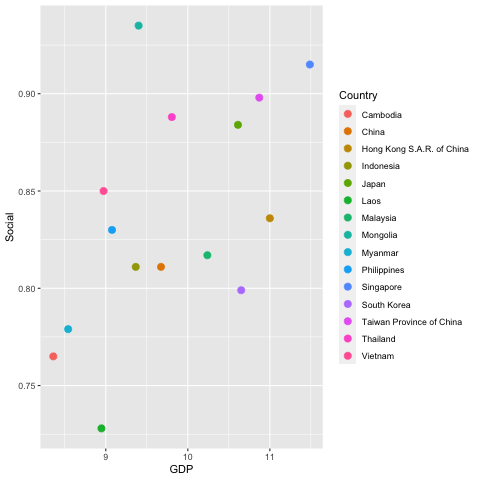 0.90
0.85
0.80
0.75
Social
9
10
11
GDP
Country
Cambodia
China
Hong Kong S.A.R. of China
Indonesia
Japan
Laos
Malaysia
Mongolia
Myanmar
Philippines
Singapore
South Korea
Taiwan Province of China
Thailand
Vietnam